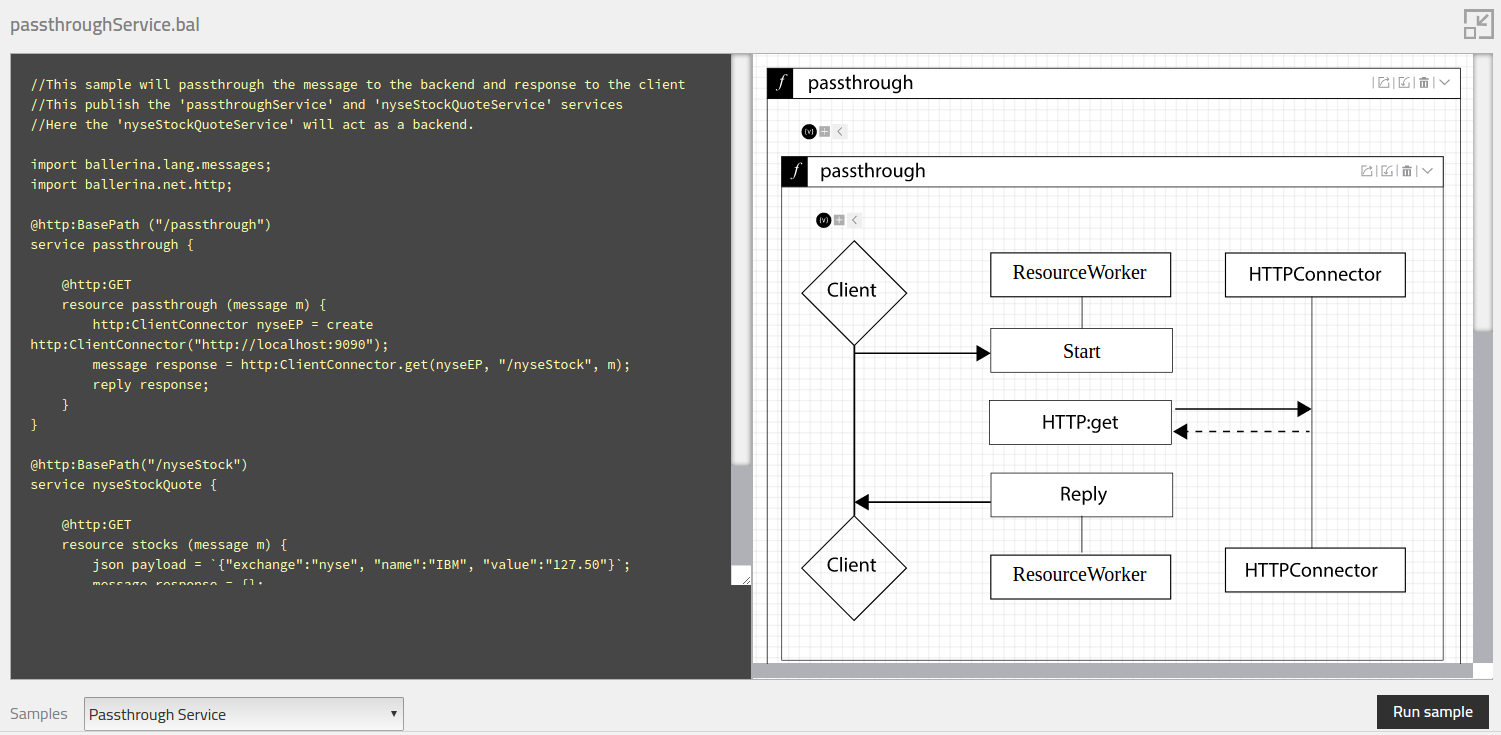 passthroughService.bal
//This sample will passthrough the message to the backend and response to the client
//This publish the 'passthroughService' and 'nyseStockQuoteService' services
//Here the 'nyseStockQuoteService' will act as a backend.
import ballerina.lang.messages;
import ballerina.net.http;
@http:BasePath ("/passthrough")
service passthrough {
@http:GET
resource passthrough (message m) {
http:ClientConnector nyseEP = create
http:ClientConnector("http://localhost:9090");
message response = http:ClientConnector.get(nyseEP, "/nyseStock", m);
reply response;
}
}
@http:BasePath("/nyseStock")
service nyseStockQuote {
@http:GET
resource stocks (message m) {
json payload = `{"exchange":"nyse", "name":"IBM", "value":"127.50"}`;
message response = {};
f passthrough
(v)
f passthrough
(v)
Client
ResourceWorker
HTTPConnector
Start
HTTP:get
Reply
Client
ResourceWorker
HTTPConnector
Samples
Passthrough Service
Run sample